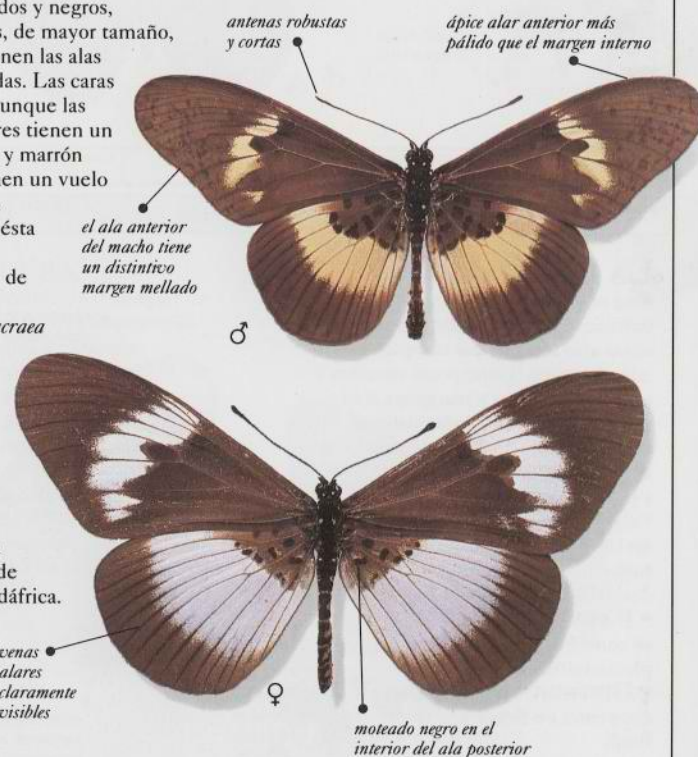 dos y negros,
s, de mayor tamaño,
nen las alas
das. Las caras
unque las
res tienen un
y marrón
en un vuelo
ésta
de
craea
de
dáfrica.
antenas robustas
y cortas
ápice alar anterior más
pálido que el margen interno
el ala anterior
del macho tiene
un distintivo
margen mellado
♂
venas
alares
claramente
visibles
♀
moteado negro en el
interior del ala posterior